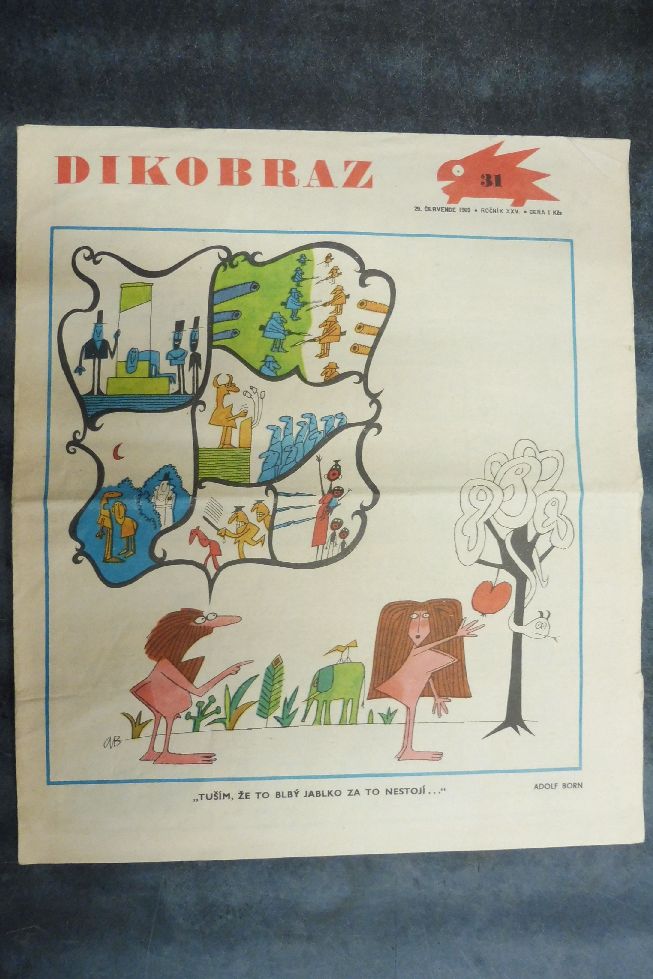 DIKOBRAZ
31
29. ČERVENCE 1969 • ROČNÍK XXV. • CENA 1 Kčs
AB
„TUŠÍM, ŽE TO BLBÝ JABLKO ZA TO NESTOJÍ..."
ADOLF BORN